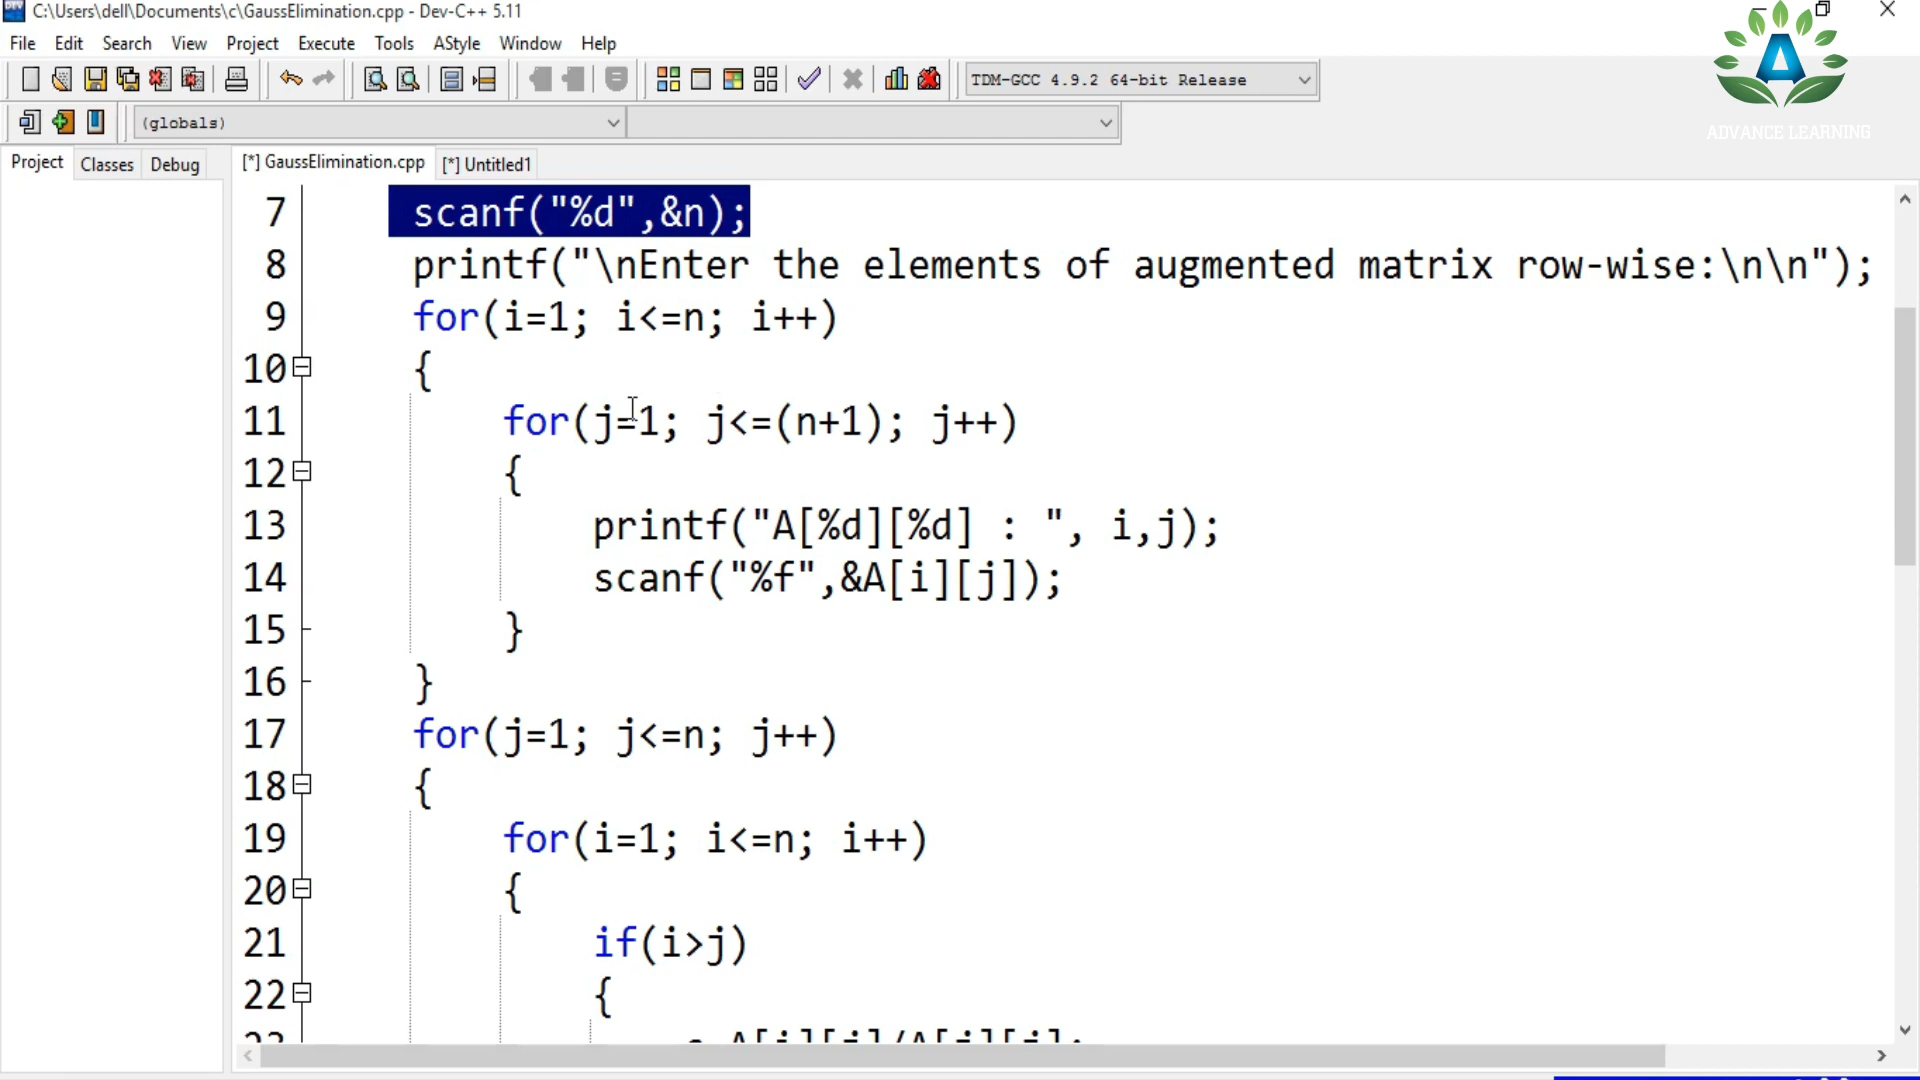 C:\Users\dell\Documents\c\GaussElimination.cpp - Dev-C++ 5.11
File Edit Search View Project Execute Tools AStyle Window Help
TDM-GCC 4.9.2 64-bit Release
A
ADVANCE LEARNING
(globals)
Project Classes Debug [*] GaussElimination.cpp [*] Untitled1
7 scanf("%d",&n);
8 printf("\nEnter the elements of augmented matrix row-wise:\n\n");
9 for(i=1; i<=n; i++)
10 {
11 for(j=1; j<=(n+1); j++)
12 {
13 printf("A[%d][%d] : ", i,j);
14 scanf("%f",&A[i][j]);
15 }
16 }
17 for(j=1; j<=n; j++)
18 {
19 for(i=1; i<=n; i++)
20 {
21 if(i>j)
22 {